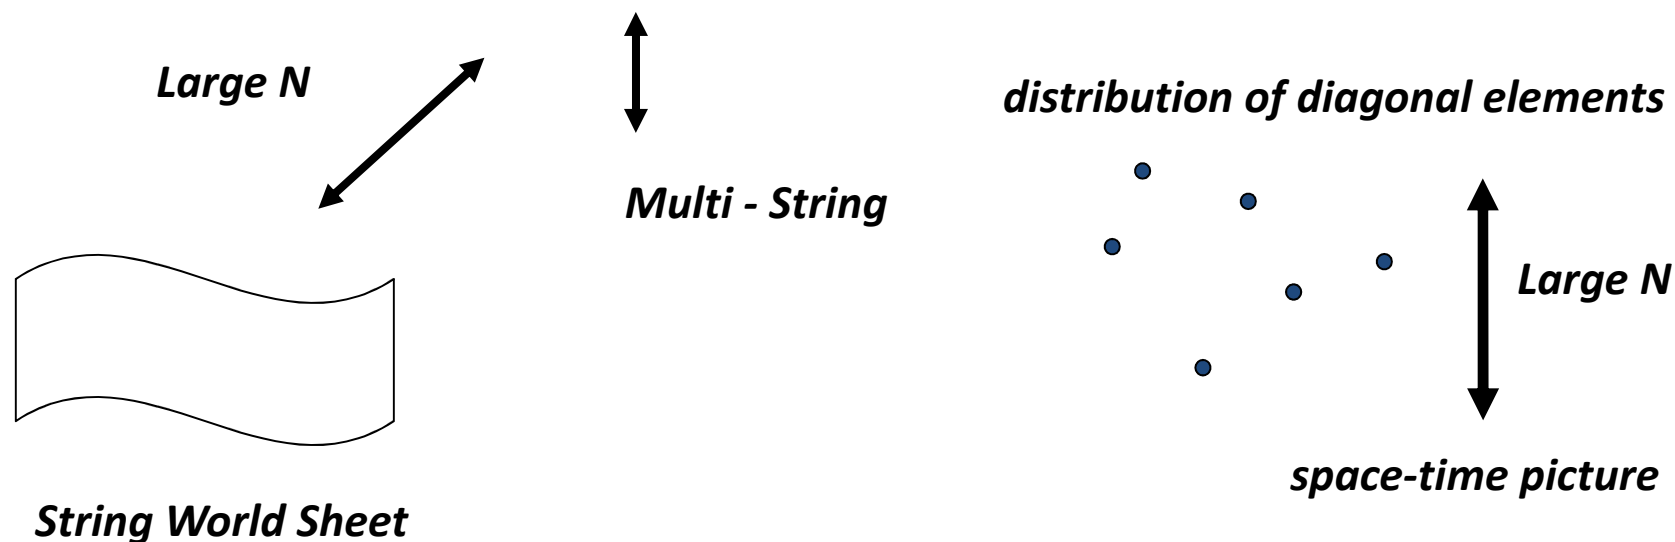 Large N
Multi - String
String World Sheet
distribution of diagonal elements
Large N
space-time picture